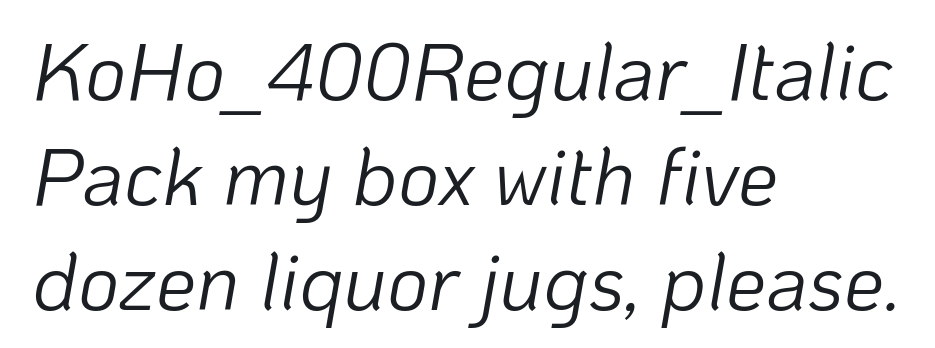 KoHo_400Regular_Italic
Pack my box with five
dozen liquor jugs, please.